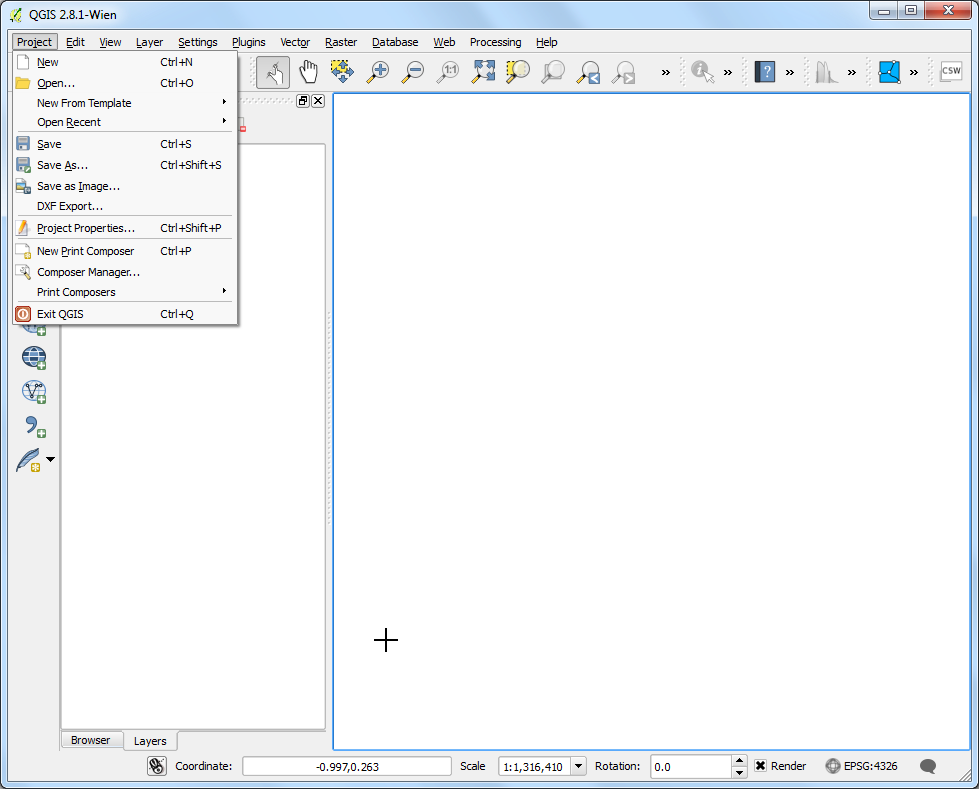 QGIS 2.8.1-Wien
Project Edit View Layer Settings Plugins Vector Raster Database Web Processing Help
New Ctrl+N
Open... Ctrl+O
New From Template
Open Recent
Save Ctrl+S
Save As... Ctrl+Shift+S
Save as Image...
DXF Export...
Project Properties... Ctrl+Shift+P
New Print Composer Ctrl+P
Composer Manager...
Print Composers
Exit QGIS Ctrl+Q
1:1 » » ? » » » CSW
Browser Layers
Coordinate: -0.997,0.263 Scale 1:1,316,410 Rotation: 0.0 Render EPSG:4326